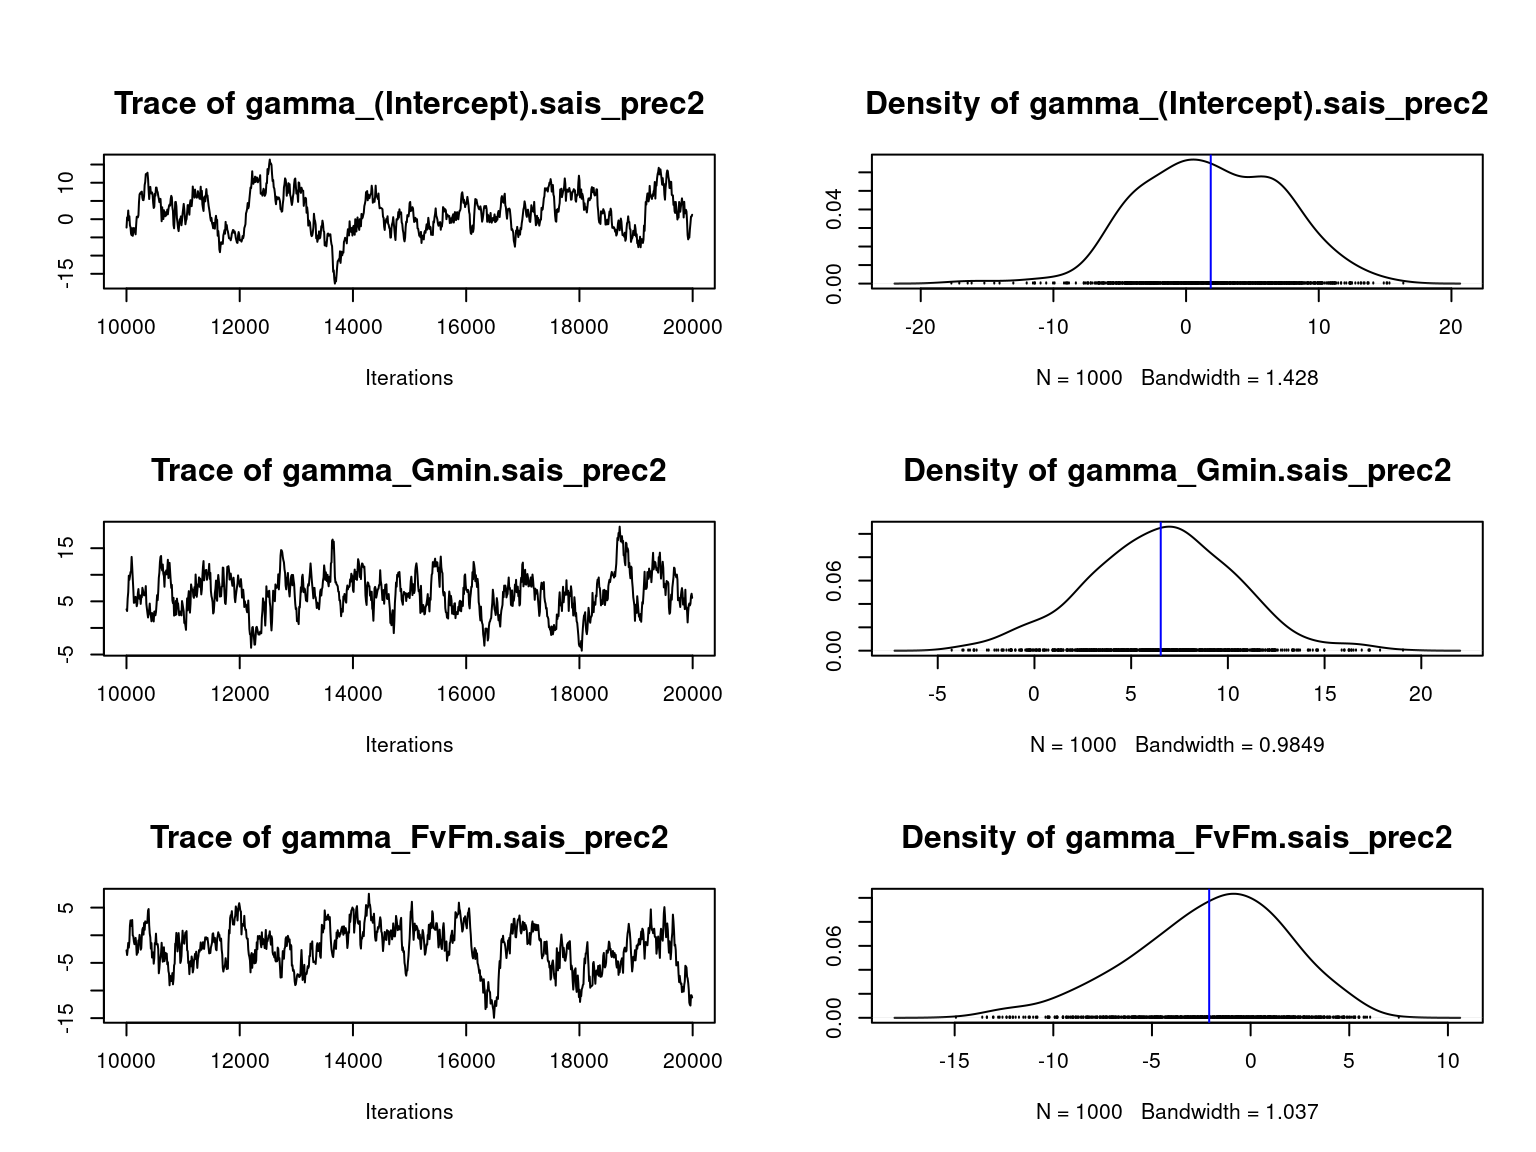 Trace of gamma_(Intercept).sais_prec2
10
0
-15
10000 12000 14000 16000 18000 20000
Iterations
Density of gamma_(Intercept).sais_prec2
0.04
0.00
-20 -10 0 10 20
N = 1000 Bandwidth = 1.428
Trace of gamma_Gmin.sais_prec2
15
5
-5
10000 12000 14000 16000 18000 20000
Iterations
Density of gamma_Gmin.sais_prec2
0.06
0.00
-5 0 5 10 15 20
N = 1000 Bandwidth = 0.9849
Trace of gamma_FvFm.sais_prec2
5
-5
-15
10000 12000 14000 16000 18000 20000
Iterations
Density of gamma_FvFm.sais_prec2
0.06
0.00
-15 -10 -5 0 5 10
N = 1000 Bandwidth = 1.037